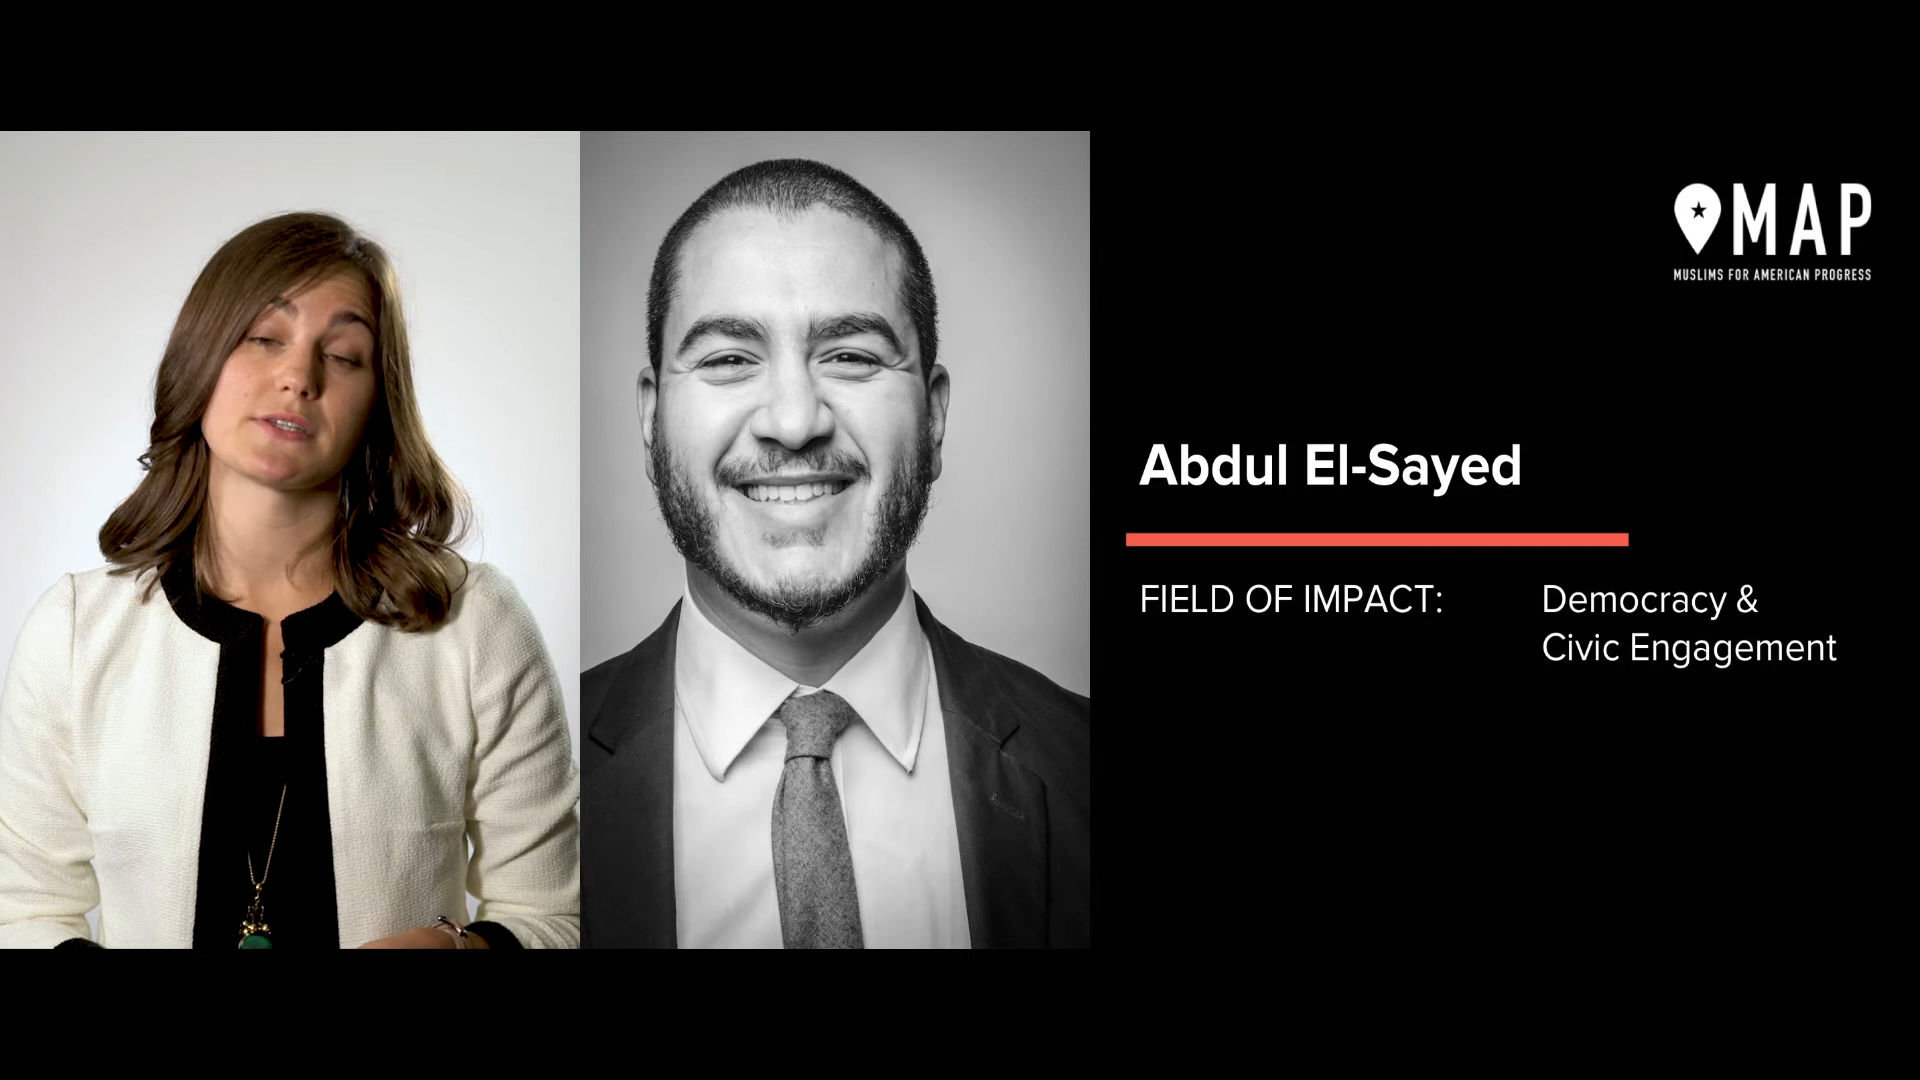 MAP
MUSLIMS FOR AMERICAN PROGRESS
Abdul El-Sayed
FIELD OF IMPACT:
Democracy &
Civic Engagement